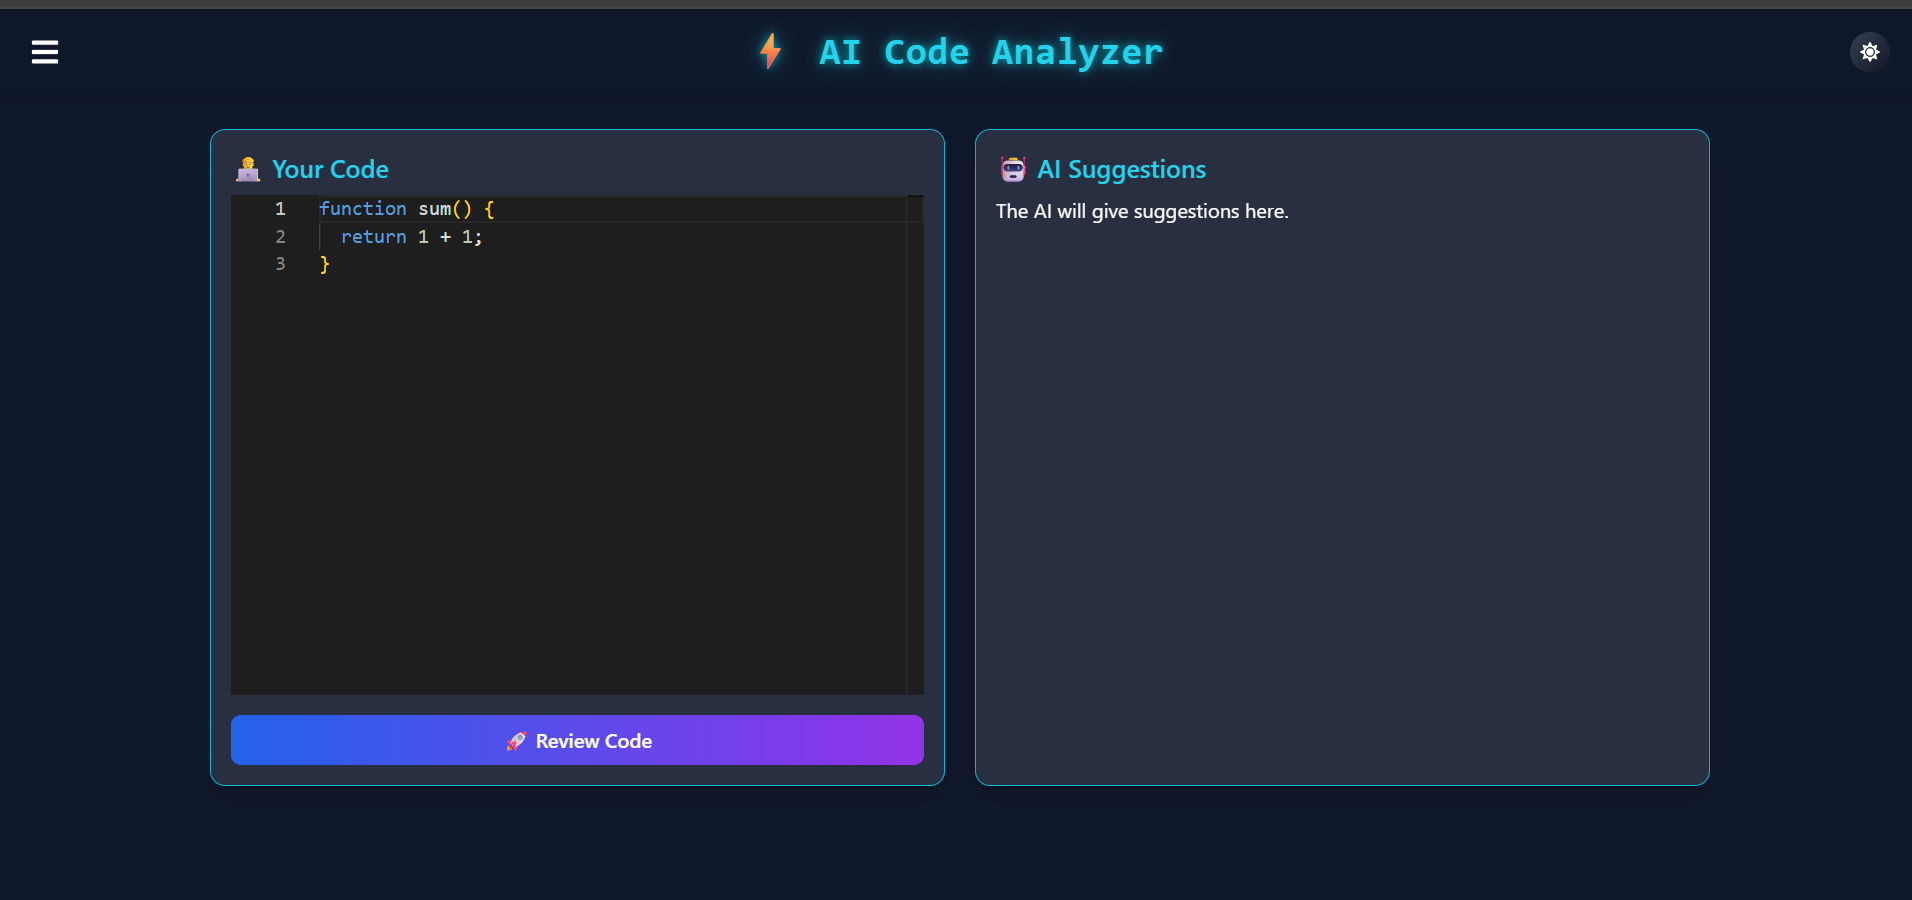 AI Code Analyzer
Your Code
1 function sum() {
2   return 1 + 1;
3 }
Review Code
AI Suggestions
The AI will give suggestions here.